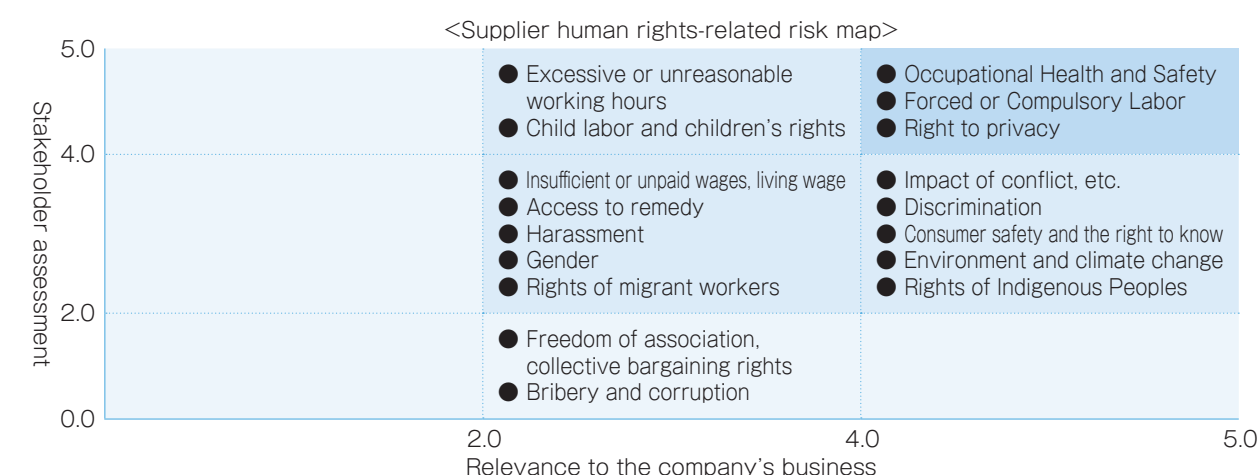 <Supplier human rights-related risk map>
5.0
Stakeholder assessment
● Excessive or unreasonable
working hours
● Child labor and children's rights
● Occupational Health and Safety
● Forced or Compulsory Labor
● Right to privacy
4.0
● Insufficient or unpaid wages, living wage
● Access to remedy
● Harassment
● Gender
● Rights of migrant workers
● Impact of conflict, etc.
● Discrimination
● Consumer safety and the right to know
● Environment and climate change
● Rights of Indigenous Peoples
2.0
● Freedom of association,
collective bargaining rights
● Bribery and corruption
0.0
2.0
4.0
5.0
Relevance to the company's business